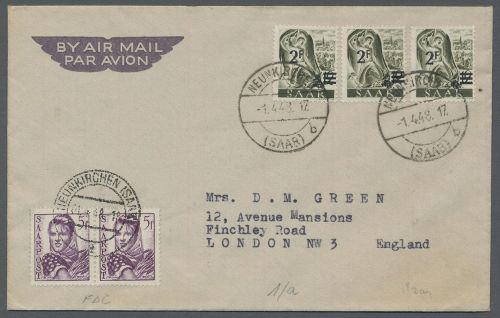 BY AIR MAIL
PAR AVION
2F 2F 2F
SAAR SAAR SAAR
NEUNKIRCHEN
-1.4.48.17
b
(SAAR)
NEUNKIRCHEN
-1.4.48.17
b
(SAAR)
Mrs. D. M. GREEN
12, Avenue Mansions
Finchley Road
LONDON NW 3 England
NEUNKIRCHEN (SAAR)
SAARPOST 5F SAARPOST 5F
FDC
1/a